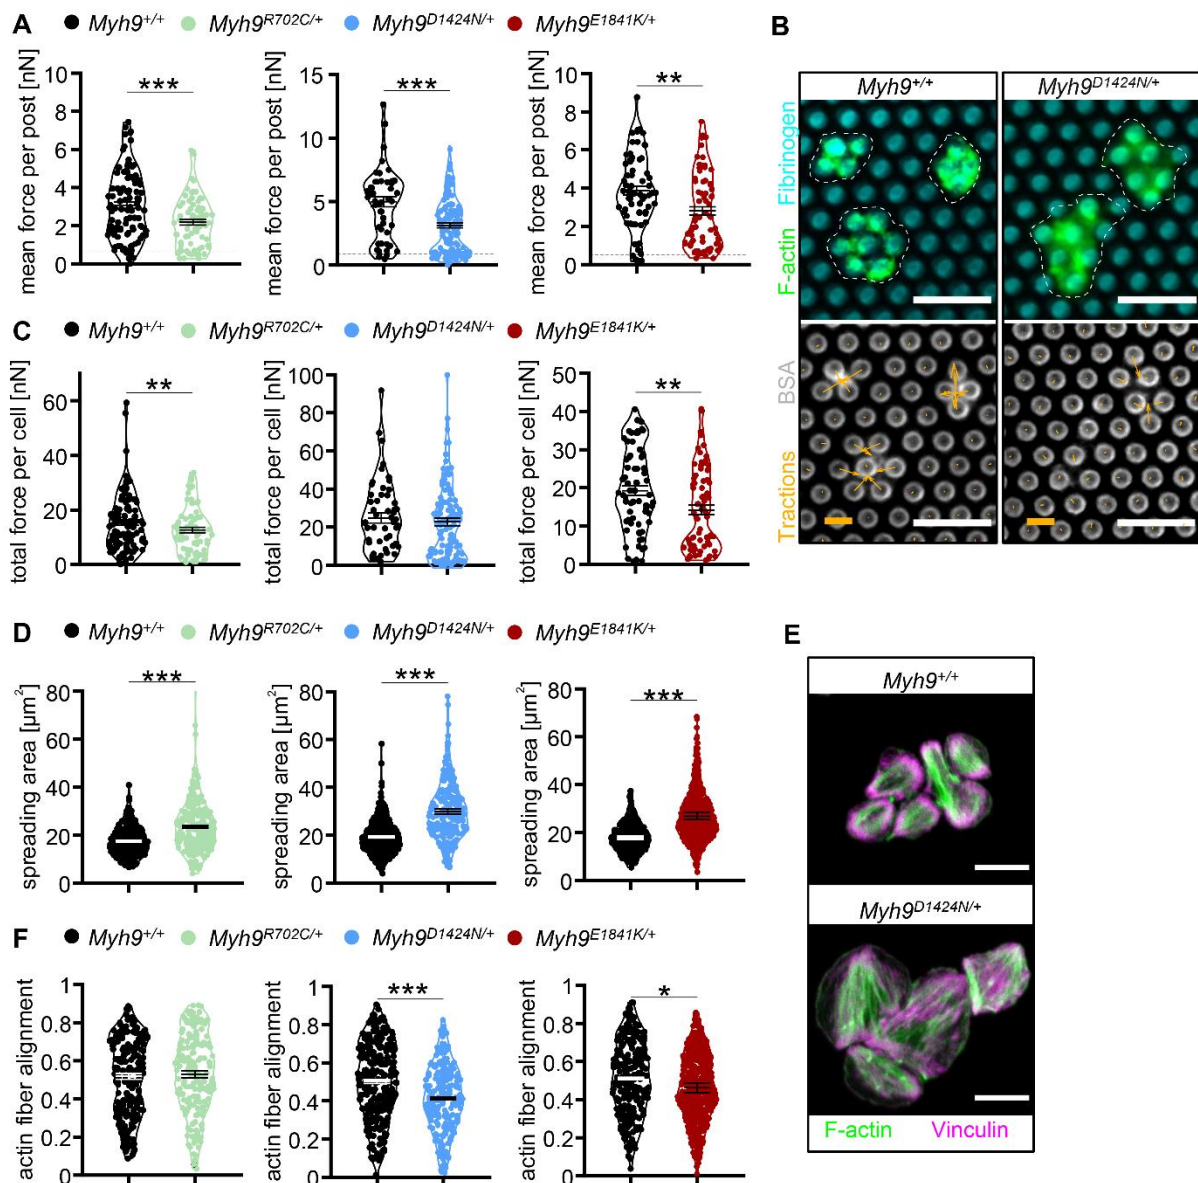 A
Myh9+/+ Myh9R702C/+ Myh9D1424N/+ Myh9E1841K/+
mean force per post [nN]
10
8
6
4
2
0
***
mean force per post [nN]
15
10
5
0
***
mean force per post [nN]
10
8
6
4
2
0
**
B
Myh9+/+ Myh9D1424N/+
F-actin Fibrinogen
Tractions BSA
C
Myh9+/+ Myh9R702C/+ Myh9D1424N/+ Myh9E1841K/+
total force per cell [nN]
60
40
20
0
**
total force per cell [nN]
100
80
60
40
20
0
total force per cell [nN]
50
40
30
20
10
0
**
D
Myh9+/+ Myh9R702C/+ Myh9D1424N/+ Myh9E1841K/+
spreading area [µm²]
80
60
40
20
0
***
spreading area [µm²]
80
60
40
20
0
***
spreading area [µm²]
80
60
40
20
0
***
E
Myh9+/+
Myh9D1424N/+
F-actin Vinculin
F
Myh9+/+ Myh9R702C/+ Myh9D1424N/+ Myh9E1841K/+
actin fiber alignment
1
0.8
0.6
0.4
0.2
0
actin fiber alignment
1
0.8
0.6
0.4
0.2
0
***
actin fiber alignment
1
0.8
0.6
0.4
0.2
0
*